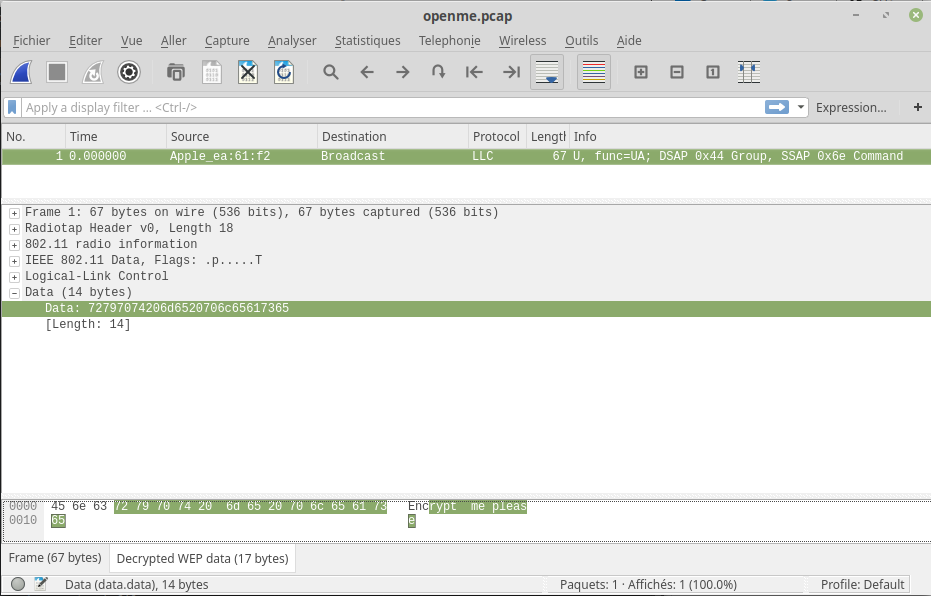 openme.pcap
Fichier Editer Vue Aller Capture Analyser Statistiques Telephonie Wireless Outils Aide
Apply a display filter ... <Ctrl-/> Expression... +
No. Time Source Destination Protocol Length Info
1 0.000000 Apple_ea:61:f2 Broadcast LLC 67 U, func=UA; DSAP 0x44 Group, SSAP 0x6e Command
Frame 1: 67 bytes on wire (536 bits), 67 bytes captured (536 bits)
Radiotap Header v0, Length 18
802.11 radio information
IEEE 802.11 Data, Flags: .p.....T
Logical-Link Control
Data (14 bytes)
Data: 72797074206d6520706c65617365
[Length: 14]
0000 45 6e 63 72 79 70 74 20 6d 65 20 70 6c 65 61 73 Encrypt me pleas
0010 65 e
Frame (67 bytes) Decrypted WEP data (17 bytes)
Data (data.data), 14 bytes Paquets: 1 · Affichés: 1 (100.0%) Profile: Default